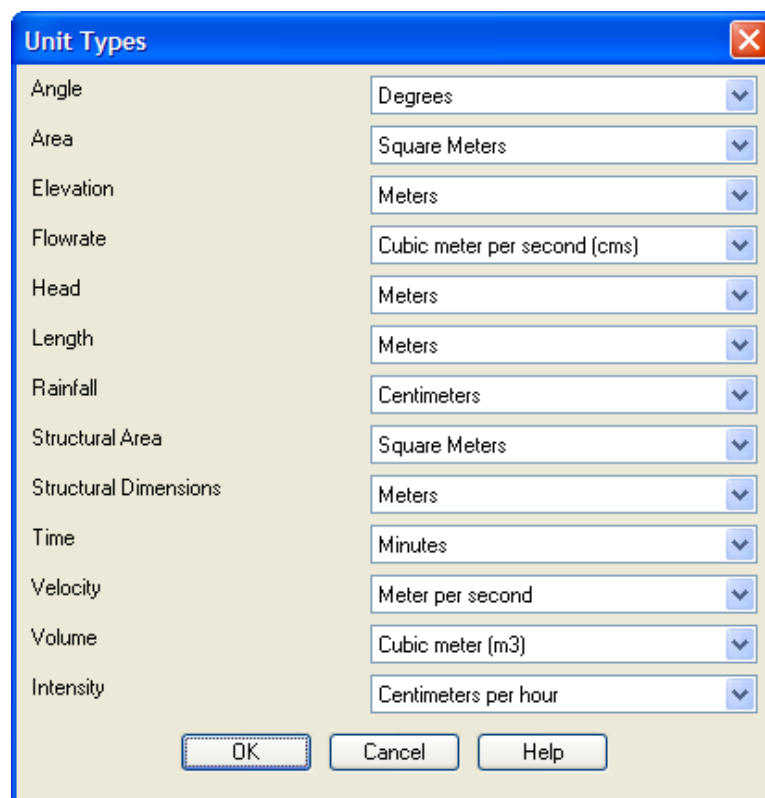 Unit Types
Angle Degrees
Area Square Meters
Elevation Meters
Flowrate Cubic meter per second (cms)
Head Meters
Length Meters
Rainfall Centimeters
Structural Area Square Meters
Structural Dimensions Meters
Time Minutes
Velocity Meter per second
Volume Cubic meter (m3)
Intensity Centimeters per hour
OK Cancel Help